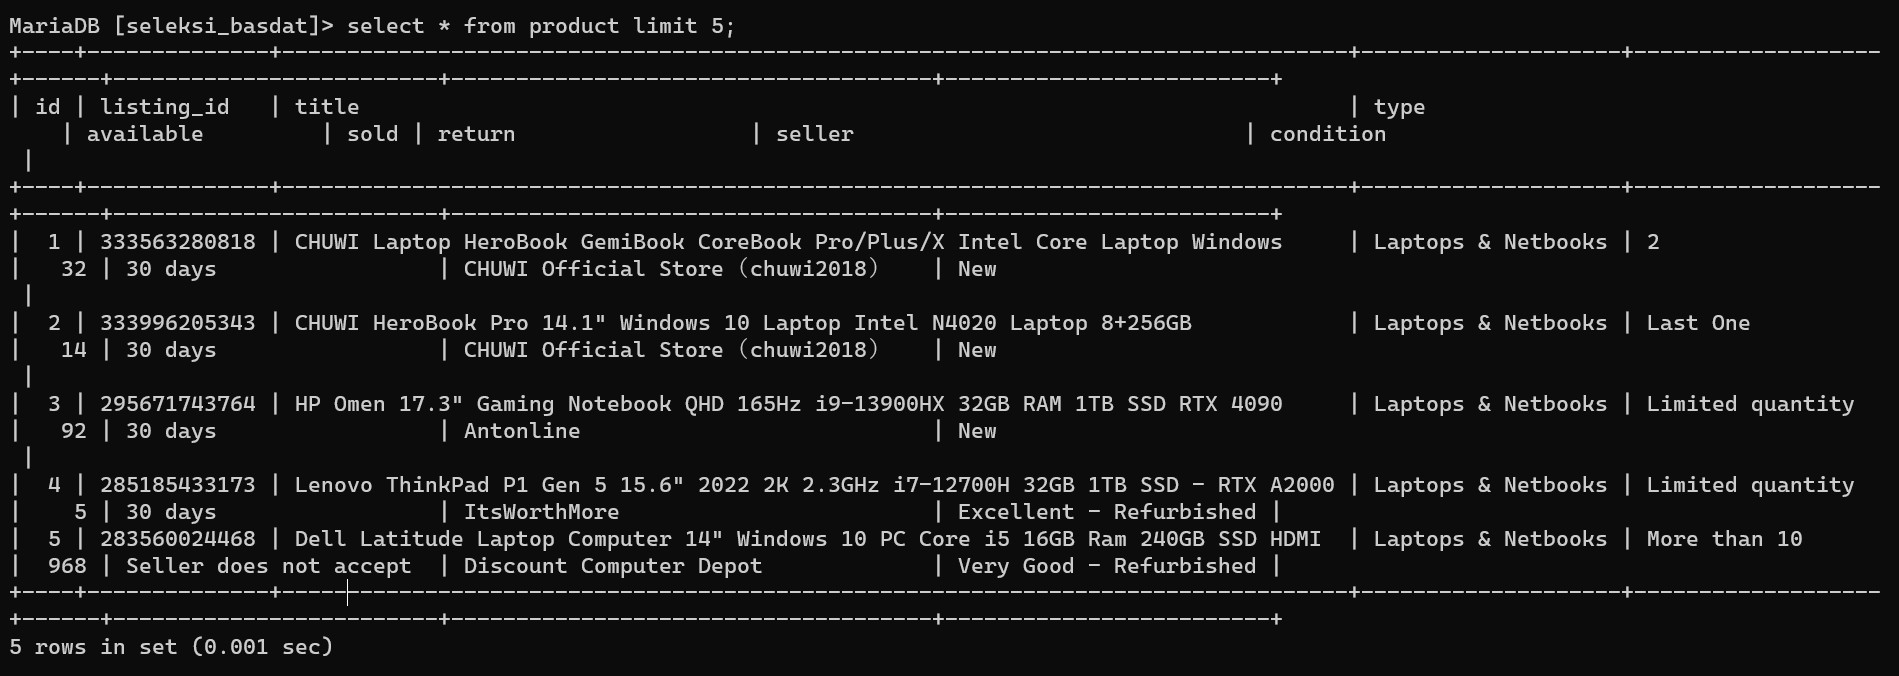 MariaDB [seleksi_basdat]> select * from product limit 5;
+----+--------------+----------------------------------------------------------------------------------+--------------------+-------------------
+------+-------------------------+-------------------------------------+-------------------------+
| id | listing_id   | title                                                                            | type
    | available         | sold | return                  | seller                              | condition
 |
+----+--------------+----------------------------------------------------------------------------------+--------------------+-------------------
+------+-------------------------+-------------------------------------+-------------------------+
|  1 | 333563280818 | CHUWI Laptop HeroBook GemiBook CoreBook Pro/Plus/X Intel Core Laptop Windows     | Laptops & Netbooks | 2
|   32 | 30 days                 | CHUWI Official Store（chuwi2018）    | New
 |
|  2 | 333996205343 | CHUWI HeroBook Pro 14.1" Windows 10 Laptop Intel N4020 Laptop 8+256GB            | Laptops & Netbooks | Last One
|   14 | 30 days                 | CHUWI Official Store（chuwi2018）    | New
 |
|  3 | 295671743764 | HP Omen 17.3" Gaming Notebook QHD 165Hz i9-13900HX 32GB RAM 1TB SSD RTX 4090     | Laptops & Netbooks | Limited quantity
|   92 | 30 days                 | Antonline                           | New
 |
|  4 | 285185433173 | Lenovo ThinkPad P1 Gen 5 15.6" 2022 2K 2.3GHz i7-12700H 32GB 1TB SSD - RTX A2000 | Laptops & Netbooks | Limited quantity
|    5 | 30 days                 | ItsWorthMore                        | Excellent - Refurbished |
|  5 | 283560024468 | Dell Latitude Laptop Computer 14" Windows 10 PC Core i5 16GB Ram 240GB SSD HDMI  | Laptops & Netbooks | More than 10
|  968 | Seller does not accept  | Discount Computer Depot             | Very Good - Refurbished |
+----+--------------+----------------------------------------------------------------------------------+--------------------+-------------------
+------+-------------------------+-------------------------------------+-------------------------+
5 rows in set (0.001 sec)